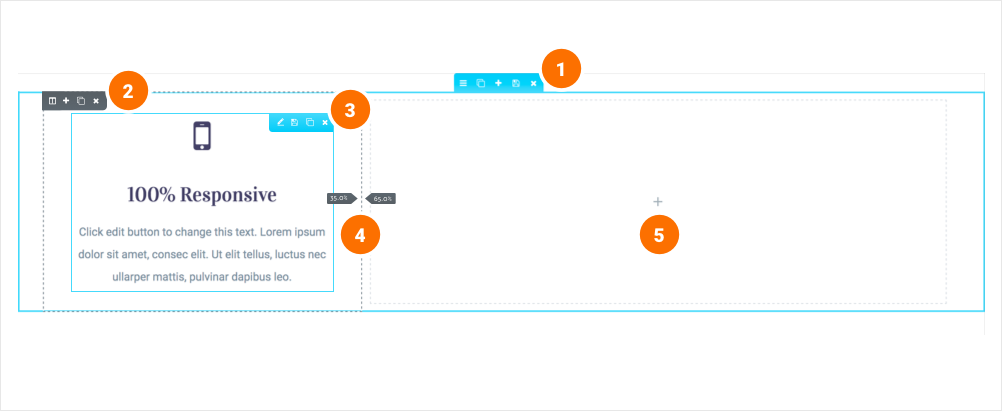 1
2
3
100% Responsive
35.0%
65.0%
Click edit button to change this text. Lorem ipsum
dolor sit amet, consec elit. Ut elit tellus, luctus nec
ullarper mattis, pulvinar dapibus leo.
4
+
5